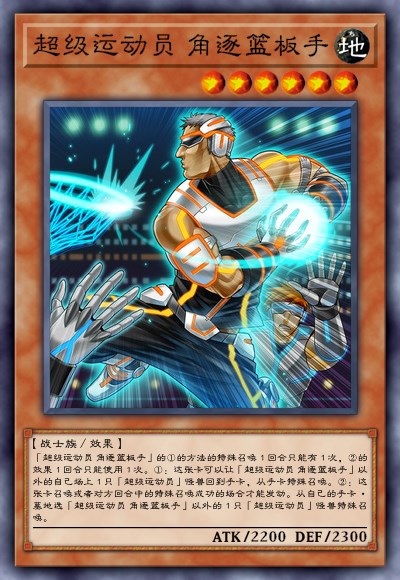 超级运动员 角逐篮板手
地
【战士族／效果】
「超级运动员 角逐篮板手」的①的方法的特殊召唤1回合只能有1次，②的
效果1回合只能使用1次。①：这张卡可以让「超级运动员 角逐篮板手」以
外的自己场上1只「超级运动员」怪兽回到手卡，从手卡特殊召唤。②：这
张卡召唤或者对方回合中的特殊召唤成功的场合才能发动。从自己的手卡·
墓地选「超级运动员 角逐篮板手」以外的1只「超级运动员」怪兽特殊召
唤。
ATK/2200 DEF/2300